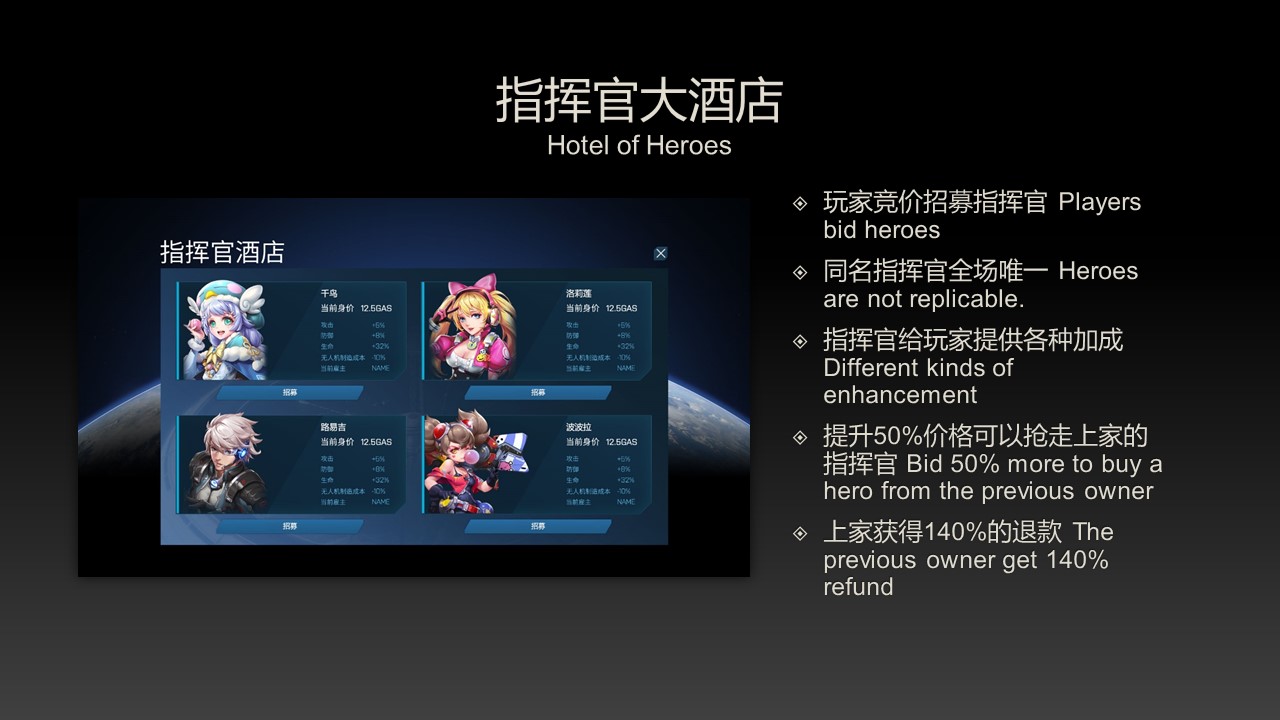 指挥官大酒店
Hotel of Heroes
指挥官酒店
千鸟
当前身价 12.5GAS
攻击 +6%
防御 +8%
生命 +32%
无人机制造成本 -10%
当前雇主 NAME
招募
洛莉莲
当前身价 12.5GAS
攻击 +6%
防御 +8%
生命 +32%
无人机制造成本 -10%
当前雇主 NAME
招募
路易吉
当前身价 12.5GAS
攻击 +6%
防御 +8%
生命 +32%
无人机制造成本 -10%
当前雇主 NAME
招募
波波拉
当前身价 12.5GAS
攻击 +6%
防御 +8%
生命 +32%
无人机制造成本 -10%
当前雇主 NAME
招募
玩家竞价招募指挥官 Players
bid heroes
同名指挥官全场唯一 Heroes
are not replicable.
指挥官给玩家提供各种加成
Different kinds of
enhancement
提升50%价格可以抢走上家的
指挥官 Bid 50% more to buy a
hero from the previous owner
上家获得140%的退款 The
previous owner get 140%
refund